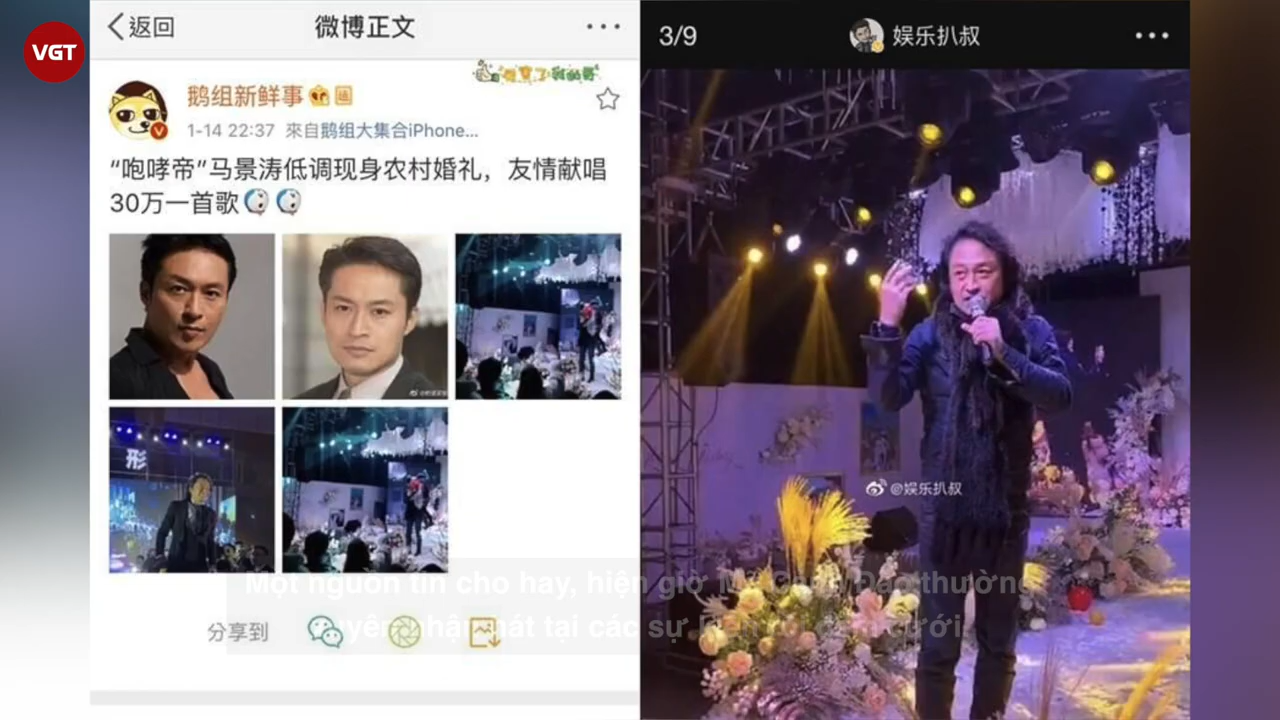 VGT
返回
微博正文
鹅组新鲜事
1-14 22:37 来自鹅组大集合iPhone...
“咆哮帝”马景涛低调现身农村婚礼，友情献唱
30万一首歌
形
分享到
3/9
娱乐扒叔
@娱乐扒叔
Một nguồn tin cho hay, hiện giờ Mã Cảnh Đào thường
hát tại các sự cưới